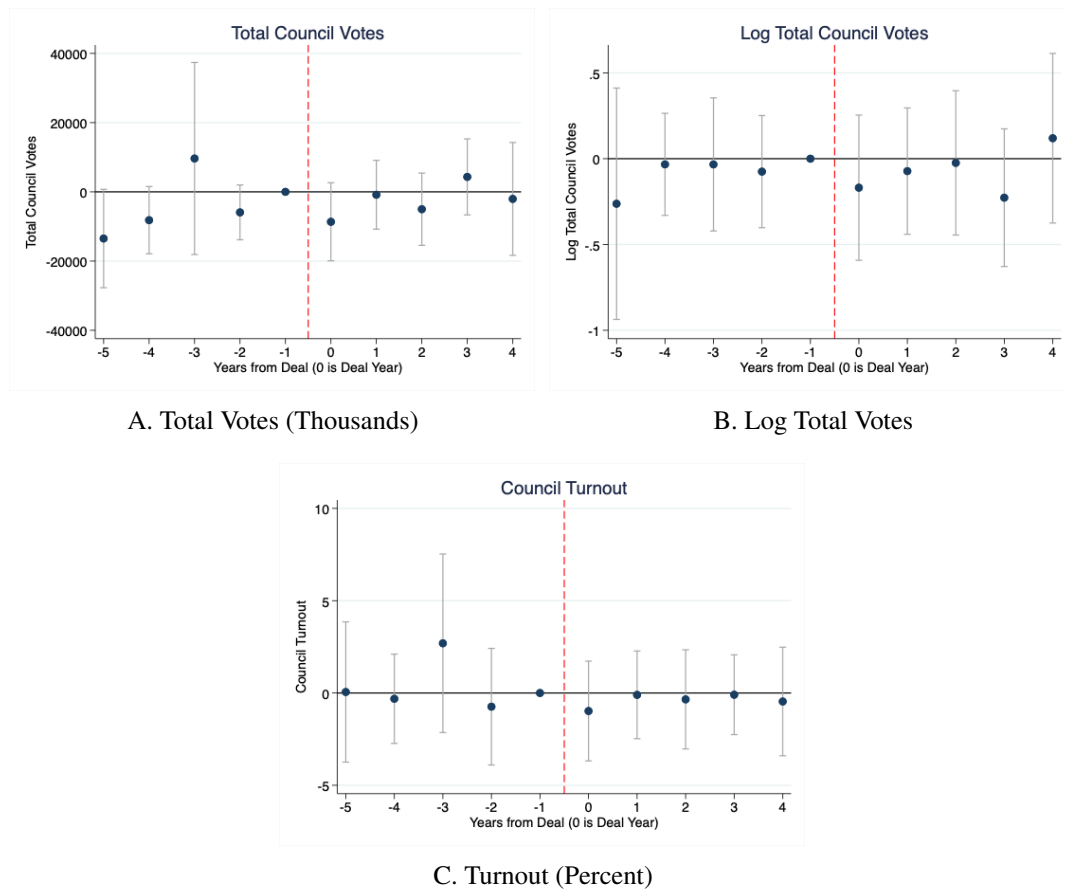 Total Council Votes
Total Council Votes
40000
20000
0
-20000
-40000
-5 -4 -3 -2 -1 0 1 2 3 4
Years from Deal (0 is Deal Year)
A. Total Votes (Thousands)
Log Total Council Votes
Log Total Council Votes
.5
0
-.5
-1
-5 -4 -3 -2 -1 0 1 2 3 4
Years from Deal (0 is Deal Year)
B. Log Total Votes
Council Turnout
Council Turnout
10
5
0
-5
-5 -4 -3 -2 -1 0 1 2 3 4
Years from Deal (0 is Deal Year)
C. Turnout (Percent)